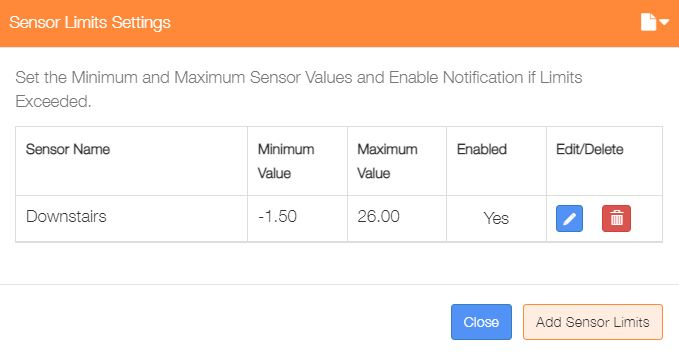 Sensor Limits Settings
Set the Minimum and Maximum Sensor Values and Enable Notification if Limits
Exceeded.
Sensor Name Minimum Value Maximum Value Enabled Edit/Delete
Downstairs -1.50 26.00 Yes
Close Add Sensor Limits